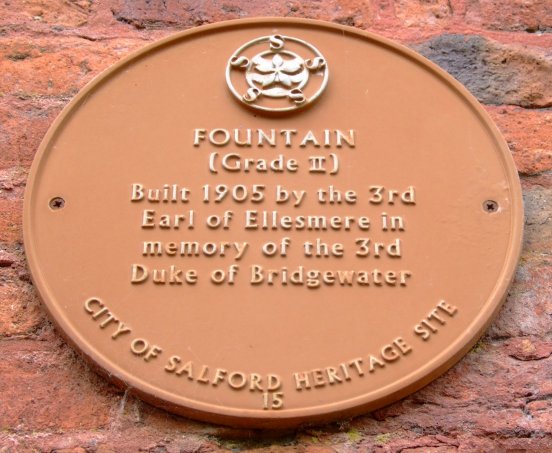 S S S S S
FOUNTAIN
(Grade II)
Built 1905 by the 3rd
Earl of Ellesmere in
memory of the 3rd
Duke of Bridgewater
CITY OF SALFORD HERITAGE SITE
15